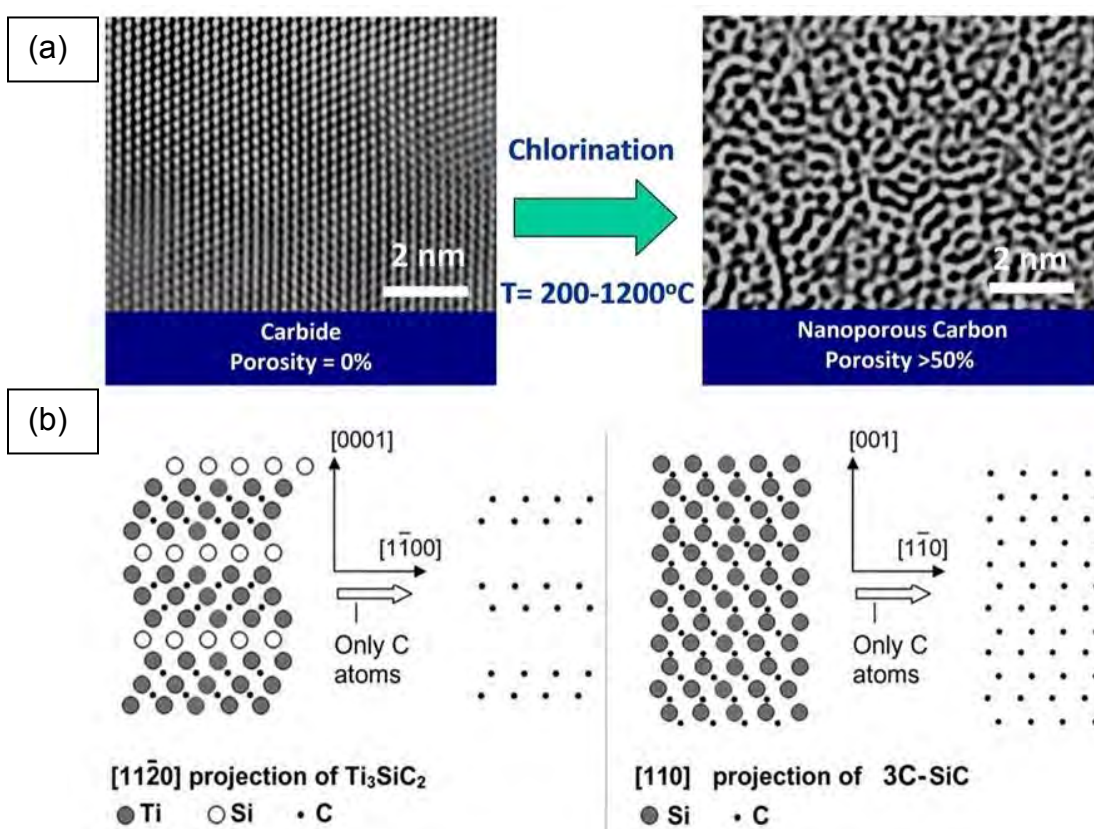 (a)
Chlorination
T= 200-1200°C
2 nm
2 nm
Carbide
Porosity = 0%
Nanoporous Carbon
Porosity >50%
(b)
[0001]
[11̄00]
Only C
atoms
[001]
[11̄0]
Only C
atoms
[112̄0] projection of Ti₃SiC₂
Ti Si C
[110] projection of 3C-SiC
Si C